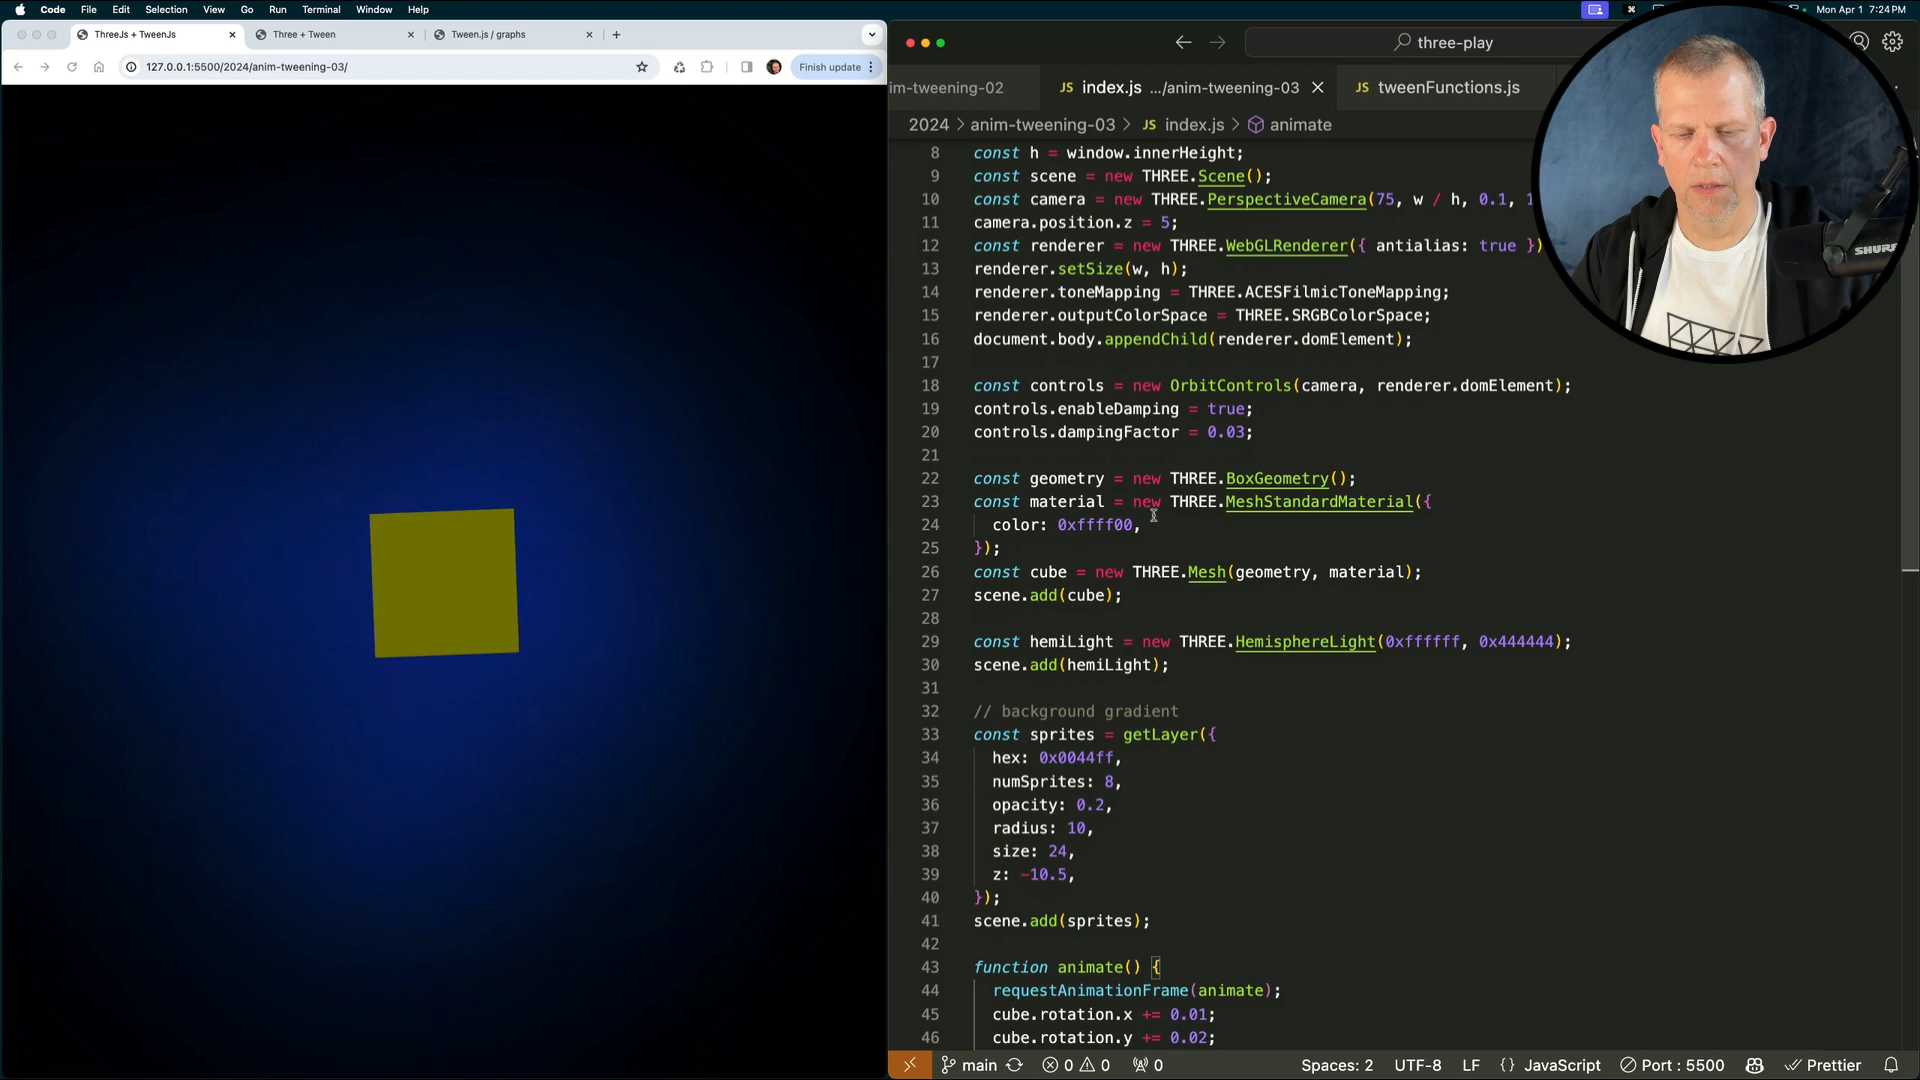 Code File Edit Selection View Go Run Terminal Window Help
Mon Apr 1 7:24 PM
ThreeJs + TweenJs
Three + Tween
Tween.js / graphs
127.0.0.1:5500/2024/anim-tweening-03/
Finish update
three-play
im-tweening-02
JS index.js .../anim-tweening-03
JS tweenFunctions.js
2024 > anim-tweening-03 > JS index.js > animate
8 const h = window.innerHeight;
9 const scene = new THREE.Scene();
10 const camera = new THREE.PerspectiveCamera(75, w / h, 0.1, 1
11 camera.position.z = 5;
12 const renderer = new THREE.WebGLRenderer({ antialias: true })
13 renderer.setSize(w, h);
14 renderer.toneMapping = THREE.ACESFilmicToneMapping;
15 renderer.outputColorSpace = THREE.SRGBColorSpace;
16 document.body.appendChild(renderer.domElement);
17
18 const controls = new OrbitControls(camera, renderer.domElement);
19 controls.enableDamping = true;
20 controls.dampingFactor = 0.03;
21
22 const geometry = new THREE.BoxGeometry();
23 const material = new THREE.MeshStandardMaterial({
24 color: 0xffff00,
25 });
26 const cube = new THREE.Mesh(geometry, material);
27 scene.add(cube);
28
29 const hemiLight = new THREE.HemisphereLight(0xffffff, 0x444444);
30 scene.add(hemiLight);
31
32 // background gradient
33 const sprites = getLayer({
34 hex: 0x0044ff,
35 numSprites: 8,
36 opacity: 0.2,
37 radius: 10,
38 size: 24,
39 z: -10.5,
40 });
41 scene.add(sprites);
42
43 function animate() {
44 requestAnimationFrame(animate);
45 cube.rotation.x += 0.01;
46 cube.rotation.y += 0.02;
main 0 0 0 Spaces: 2 UTF-8 LF {} JavaScript Port : 5500 Prettier
SHURE